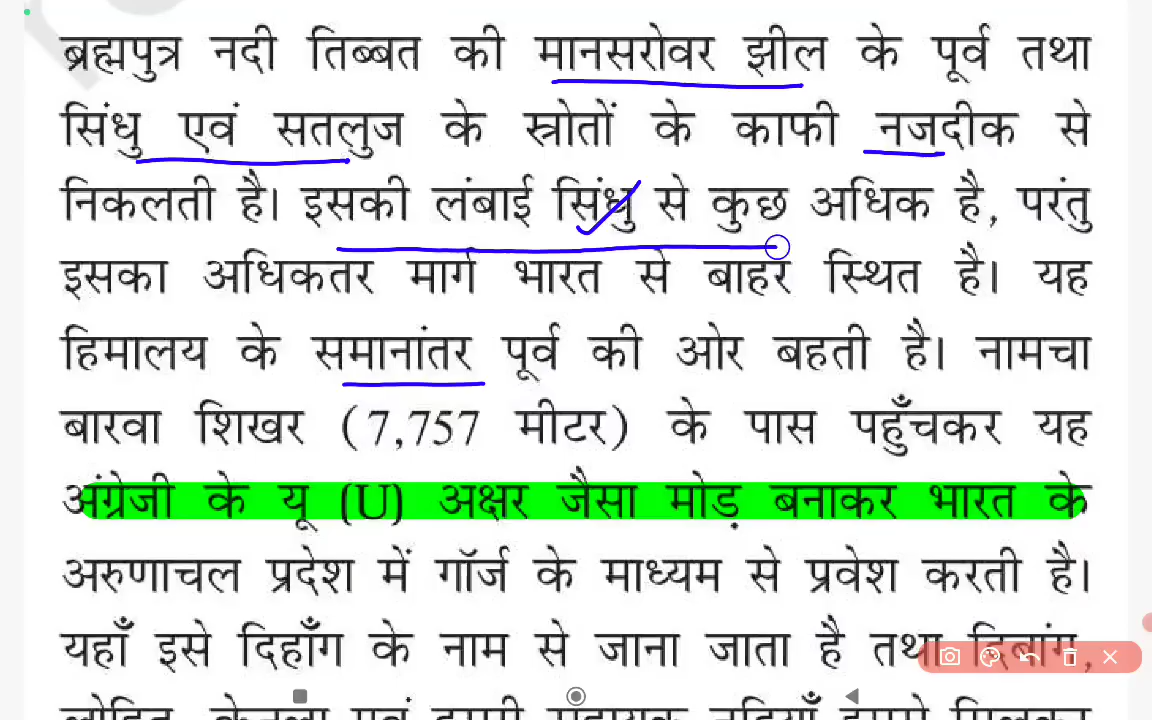 ब्रह्मपुत्र नदी तिब्बत की मानसरोवर झील के पूर्व तथा
सिंधु एवं सतलुज के स्रोतों के काफी नजदीक से
निकलती है। इसकी लंबाई सिंधु से कुछ अधिक है, परंतु
इसका अधिकतर मार्ग भारत से बाहर स्थित है। यह
हिमालय के समानांतर पूर्व की ओर बहती है। नामचा
बारवा शिखर (7,757 मीटर) के पास पहुँचकर यह
अंग्रेजी के यू (U) अक्षर जैसा मोड़ बनाकर भारत के
अरुणाचल प्रदेश में गॉर्ज के माध्यम से प्रवेश करती है।
यहाँ इसे दिहाँग के नाम से जाना जाता है तथा दिबांग,